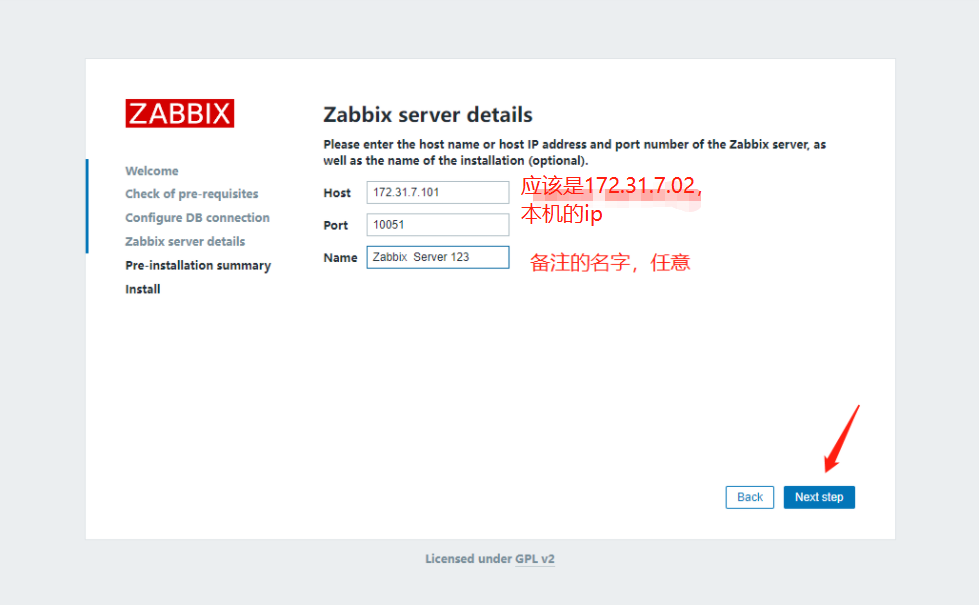 ZABBIX
Welcome
Check of pre-requisites
Configure DB connection
Zabbix server details
Pre-installation summary
Install
Zabbix server details
Please enter the host name or host IP address and port number of the Zabbix server, as
well as the name of the installation (optional).
Host 172.31.7.101 应该是172.31.7.02,
本机的ip
Port 10051
Name Zabbix Server 123 备注的名字，任意
Back Next step
Licensed under GPL v2